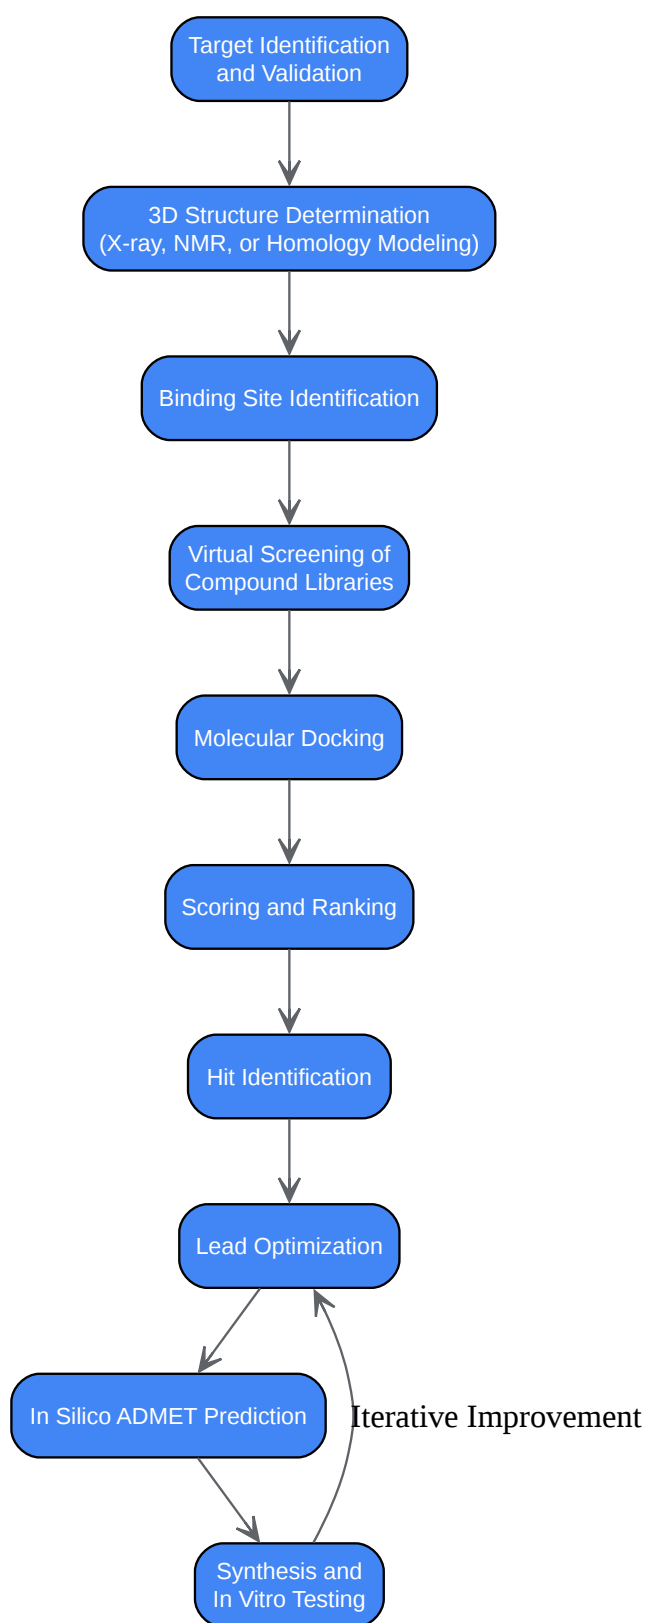 Target Identification
and Validation
3D Structure Determination
(X-ray, NMR, or Homology Modeling)
Binding Site Identification
Virtual Screening of
Compound Libraries
Molecular Docking
Scoring and Ranking
Hit Identification
Lead Optimization
In Silico ADMET Prediction
Iterative Improvement
Synthesis and
In Vitro Testing